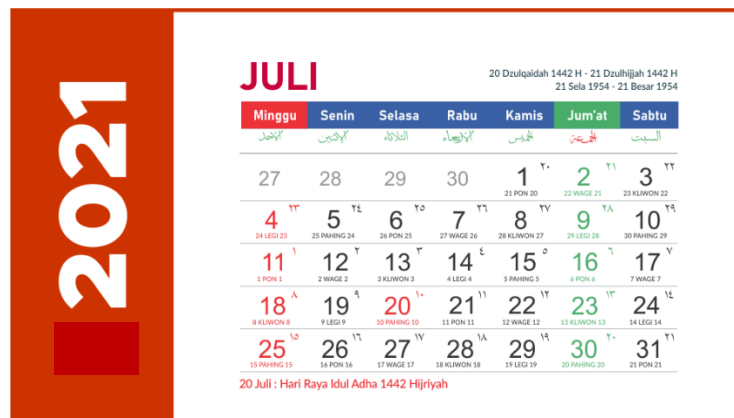 2021
JULI
20 Dzulqaidah 1442 H - 21 Dzulhijjah 1442 H
21 Sela 1954 - 21 Besar 1954
Minggu Senin Selasa Rabu Kamis Jum'at Sabtu
الأحد الإثنين الثلاثاء الأربعاء الخميس الجمعة السبت
27 28 29 30 1 ٢٠ 2 ٢١ 3 ٢٢
21 PON 20 22 WAGE 21 23 KLIWON 22
4 ٢٣ 5 ٢٤ 6 ٢٥ 7 ٢٦ 8 ٢٧ 9 ٢٨ 10 ٢٩
24 LEGI 23 25 PAHING 24 26 PON 25 27 WAGE 26 28 KLIWON 27 29 LEGI 28 30 PAHING 29
11 ١ 12 ٢ 13 ٣ 14 ٤ 15 ٥ 16 ٦ 17 ٧
1 PON 1 2 WAGE 2 3 KLIWON 3 4 LEGI 4 5 PAHING 5 6 PON 6 7 WAGE 7
18 ٨ 19 ٩ 20 ١٠ 21 ١١ 22 ١٢ 23 ١٣ 24 ١٤
8 KLIWON 8 9 LEGI 9 10 PAHING 10 11 PON 11 12 WAGE 12 13 KLIWON 13 14 LEGI 14
25 ١٥ 26 ١٦ 27 ١٧ 28 ١٨ 29 ١٩ 30 ٢٠ 31 ٢١
15 PAHING 15 16 PON 16 17 WAGE 17 18 KLIWON 18 19 LEGI 19 20 PAHING 20 21 PON 21
20 Juli : Hari Raya Idul Adha 1442 Hijriyah